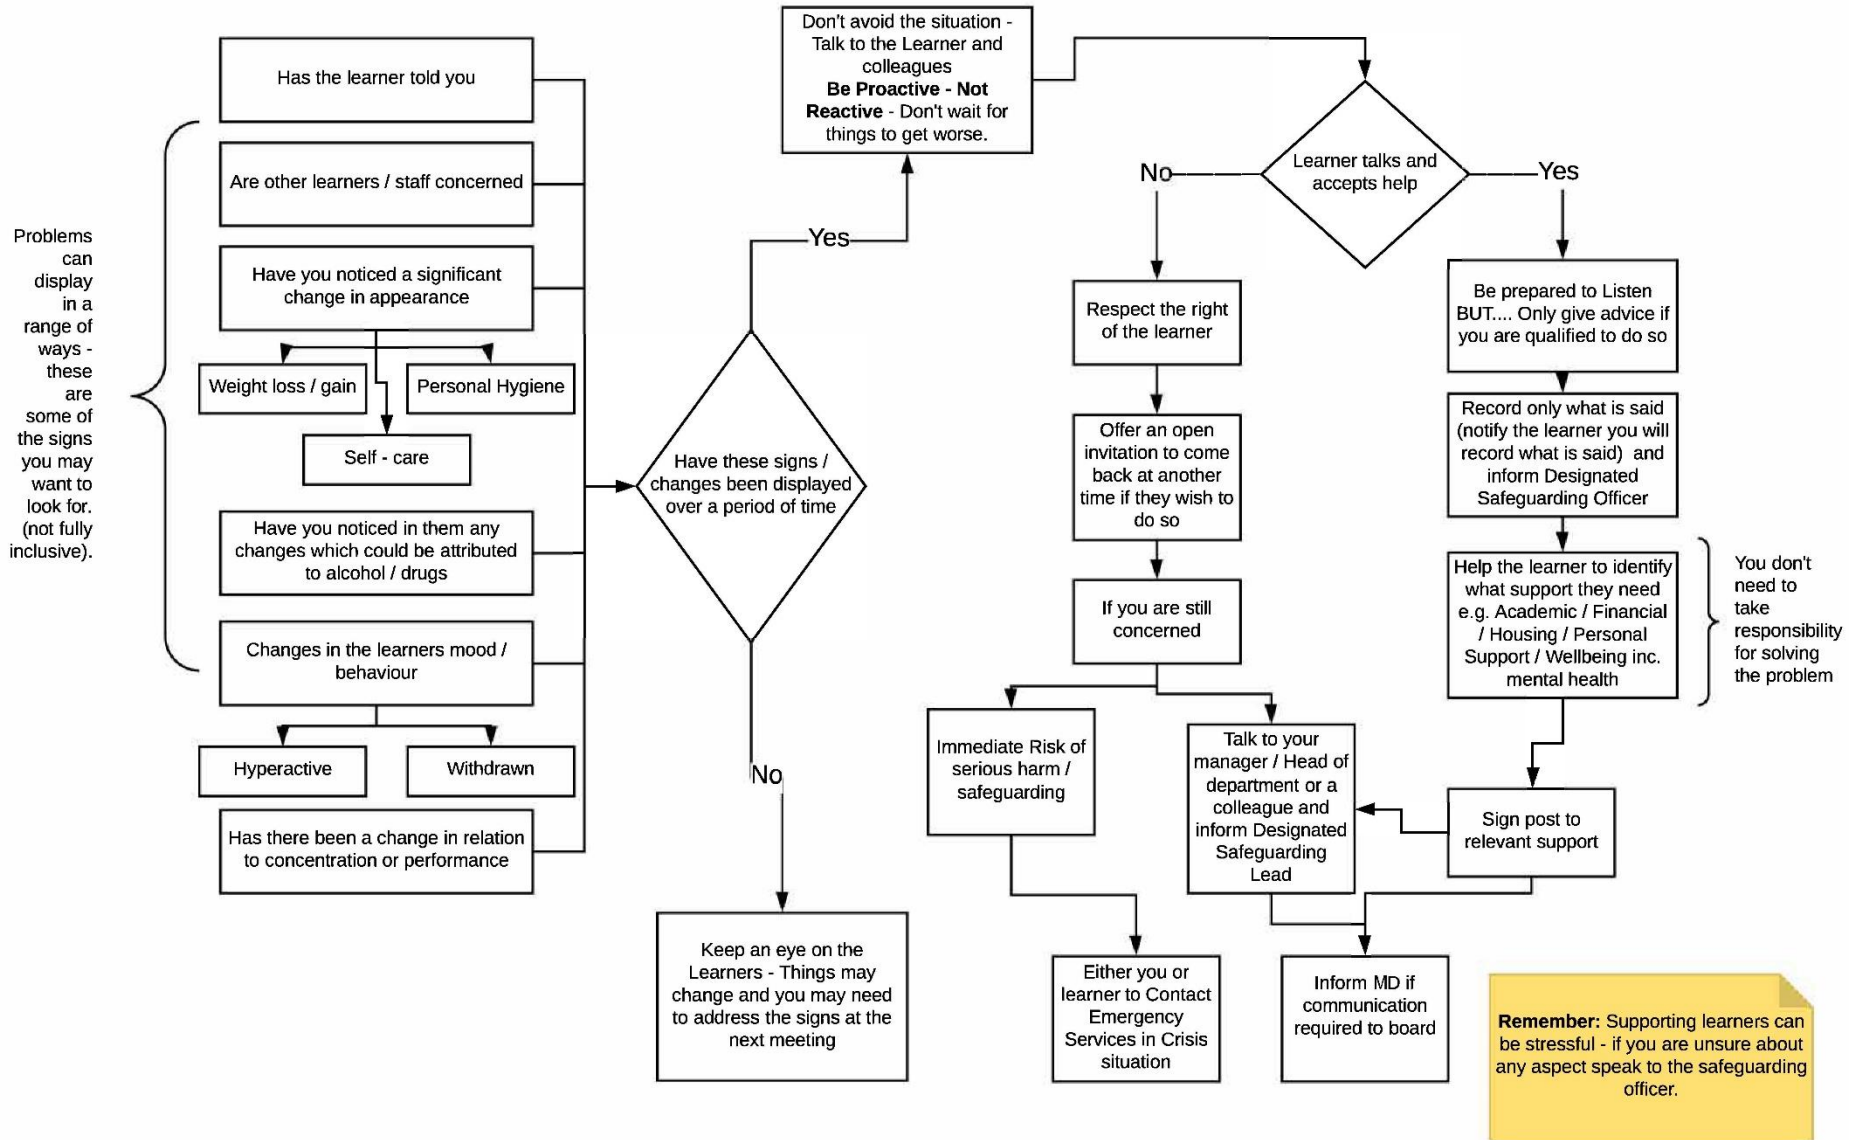 Problems
can
display
in a
range of
ways -
these
are
some of
the signs
you may
want to
look for.
(not fully
inclusive).
Has the learner told you
Are other learners / staff concerned
Have you noticed a significant
change in appearance
Weight loss / gain
Personal Hygiene
Self - care
Have you noticed in them any
changes which could be attributed
to alcohol / drugs
Changes in the learners mood /
behaviour
Hyperactive
Withdrawn
Has there been a change in relation
to concentration or performance
Have these signs /
changes been displayed
over a period of time
Yes
No
Keep an eye on the
Learners - Things may
change and you may need
to address the signs at the
next meeting
Don't avoid the situation -
Talk to the Learner and
colleagues
Be Proactive - Not
Reactive - Don't wait for
things to get worse.
Learner talks and
accepts help
No
Yes
Respect the right
of the learner
Offer an open
invitation to come
back at another
time if they wish to
do so
If you are still
concerned
Immediate Risk of
serious harm /
safeguarding
Either you or
learner to Contact
Emergency
Services in Crisis
situation
Talk to your
manager / Head of
department or a
colleague and
inform Designated
Safeguarding
Lead
Be prepared to Listen
BUT.... Only give advice if
you are qualified to do so
Record only what is said
(notify the learner you will
record what is said) and
inform Designated
Safeguarding Officer
Help the learner to identify
what support they need
e.g. Academic / Financial
/ Housing / Personal
Support / Wellbeing inc.
mental health
You don't
need to
take
responsibility
for solving
the problem
Sign post to
relevant support
Inform MD if
communication
required to board
Remember: Supporting learners can
be stressful - if you are unsure about
any aspect speak to the safeguarding
officer.